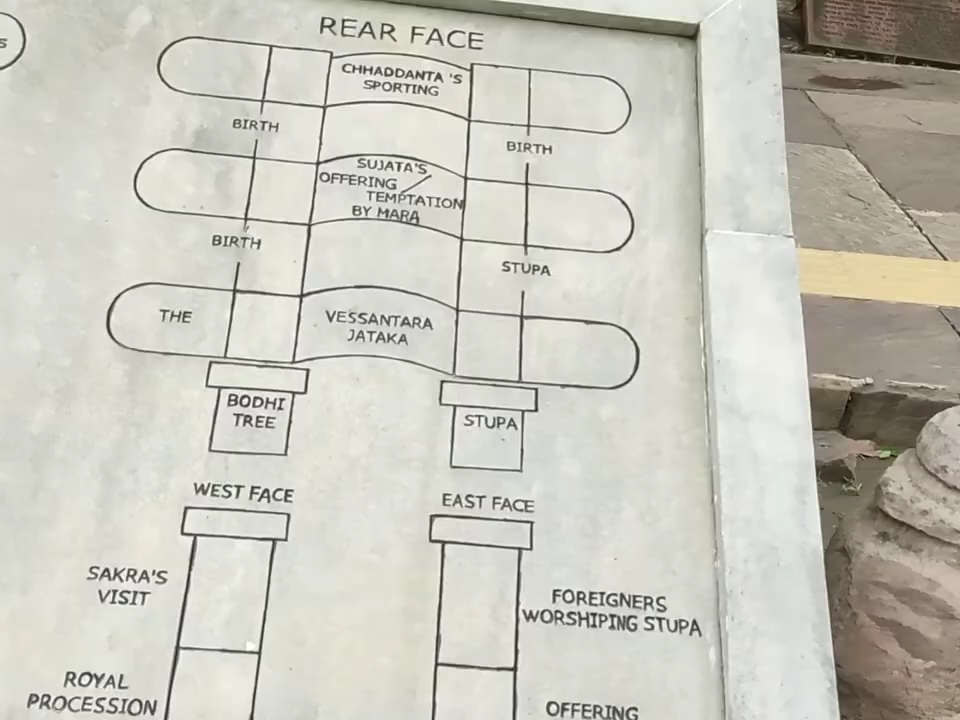 S
REAR FACE
CHHADDANTA'S
SPORTING
BIRTH
BIRTH
SUJATA'S
OFFERING
TEMPTATION
BY MARA
BIRTH
STUPA
THE
VESSANTARA
JATAKA
BODHI
TREE
STUPA
WEST FACE
EAST FACE
SAKRA'S
VISIT
FOREIGNERS
WORSHIPING STUPA
ROYAL
PROCESSION
OFFERING